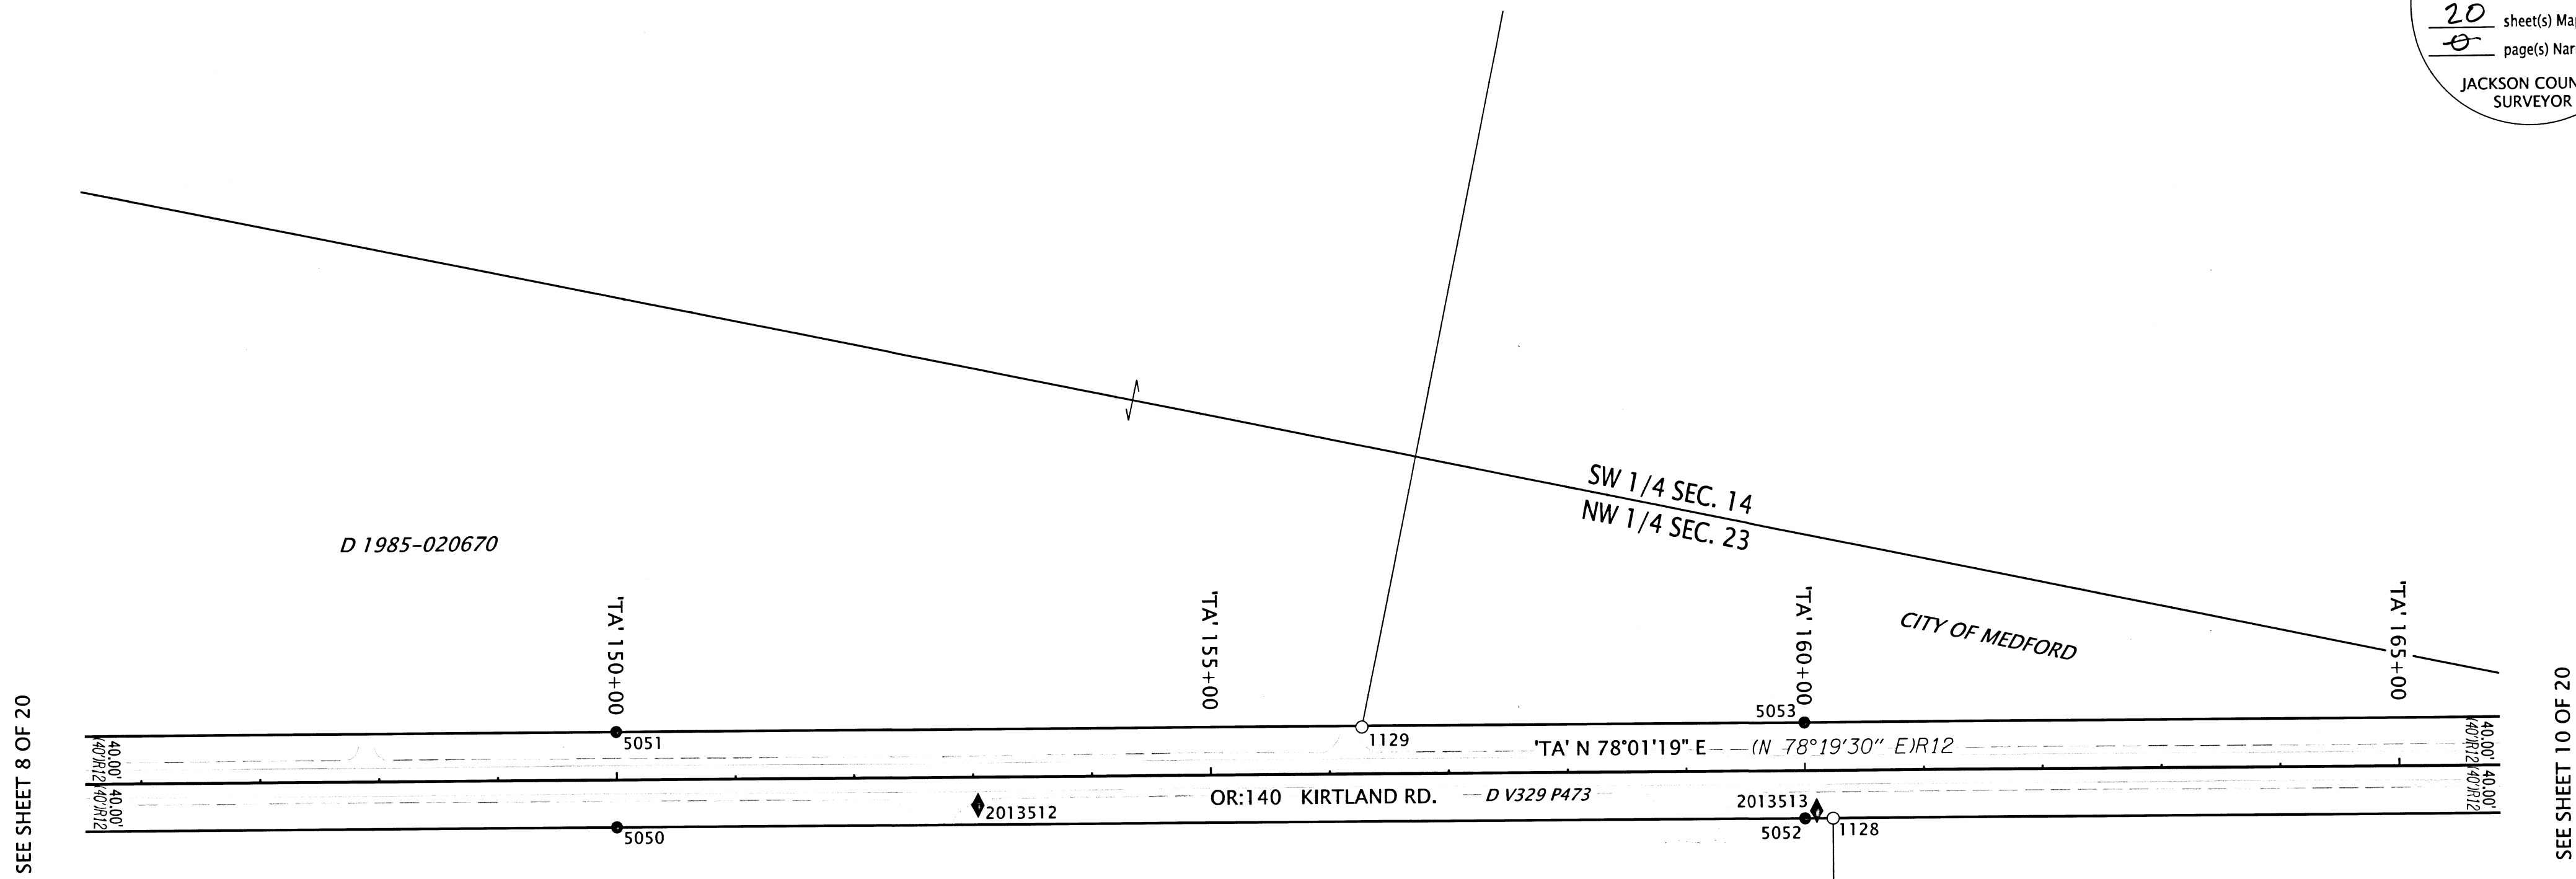 20 sheet(s) Ma
0 page(s) Nar
JACKSON COUN
SURVEYOR
SW 1/4 SEC. 14
NW 1/4 SEC. 23
D 1985-020670
CITY OF MEDFORD
'TA' 150+00
'TA' 155+00
'TA' 160+00
'TA' 165+00
SEE SHEET 8 OF 20
SEE SHEET 10 OF 20
5051
1129
5053
'TA' N 78°01'19" E (N 78°19'30" E)R12
40.00'
(40')R12
40.00'
(40')R12
40.00'
(40')R12
40.00'
(40')R12
OR:140 KIRTLAND RD. D V329 P473
2013512
2013513
5050
5052
1128